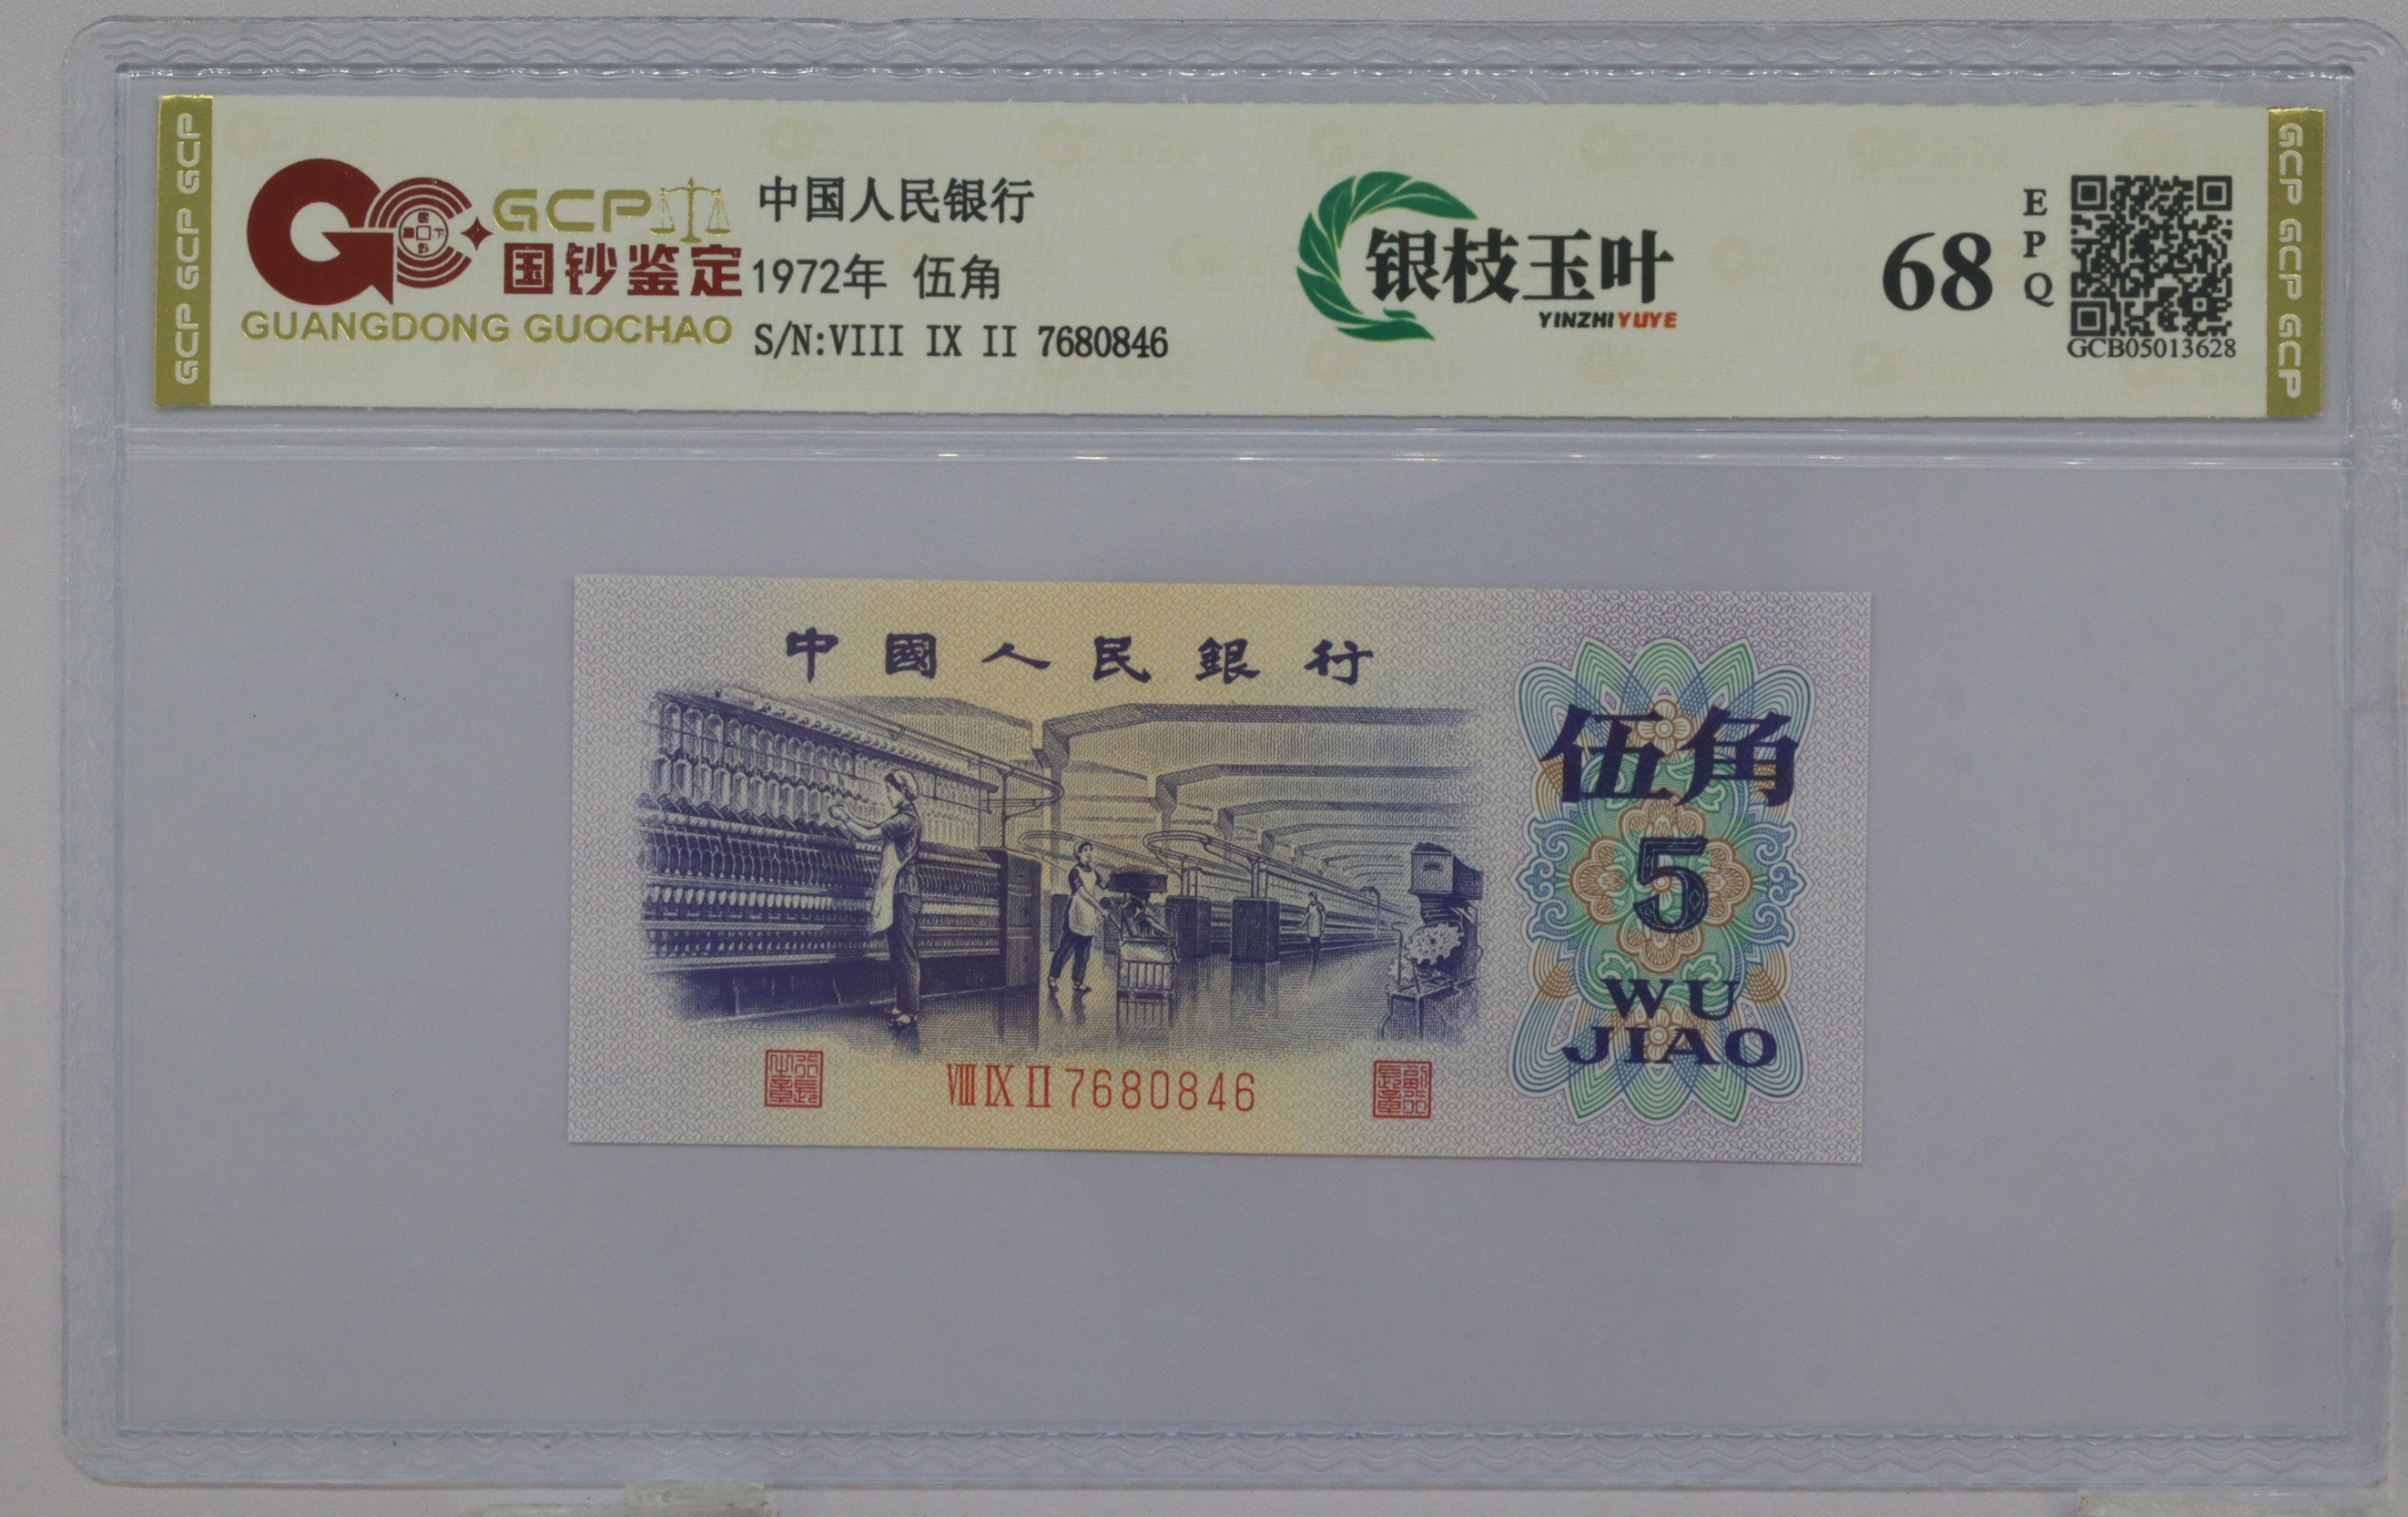 GCP GCP GCP
GCP
国钞鉴定
GUANGDONG GUOCHAO
中国人民银行
1972年 伍角
S/N:VIII IX II 7680846
银枝玉叶
YINZHIYUYE
68
EPQ
GCB05013628
GCP GCP GCP
中國人民銀行
伍角
5
WU
JIAO
VIII IX II 7680846